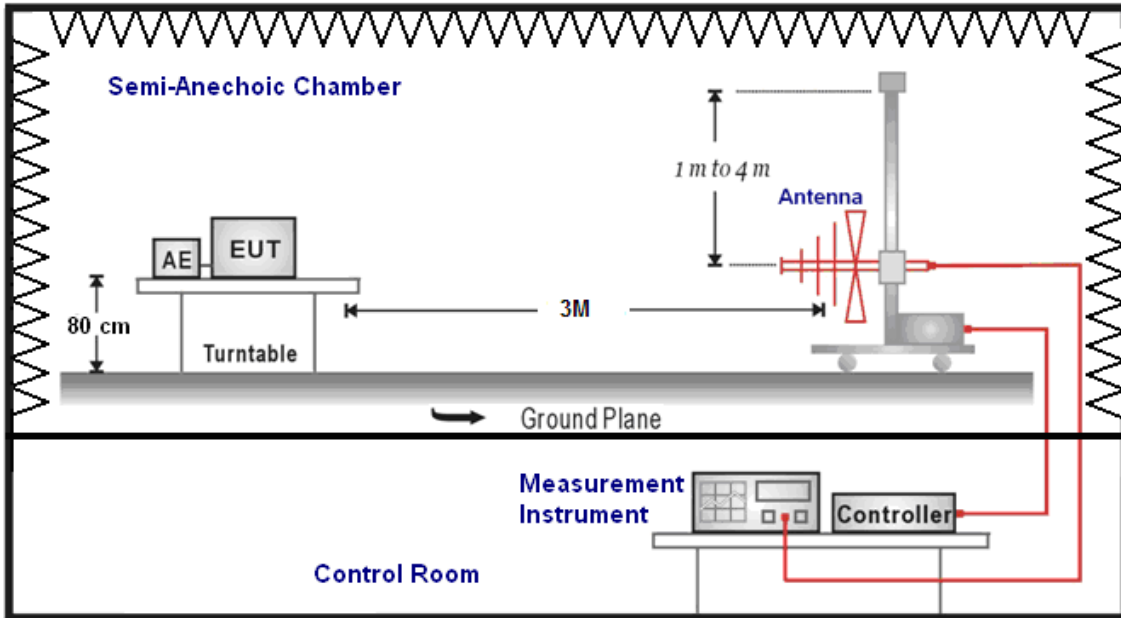 Semi-Anechoic Chamber
1 m to 4 m
Antenna
AE
EUT
80 cm
3M
Turntable
Ground Plane
Measurement
Instrument
Controller
Control Room